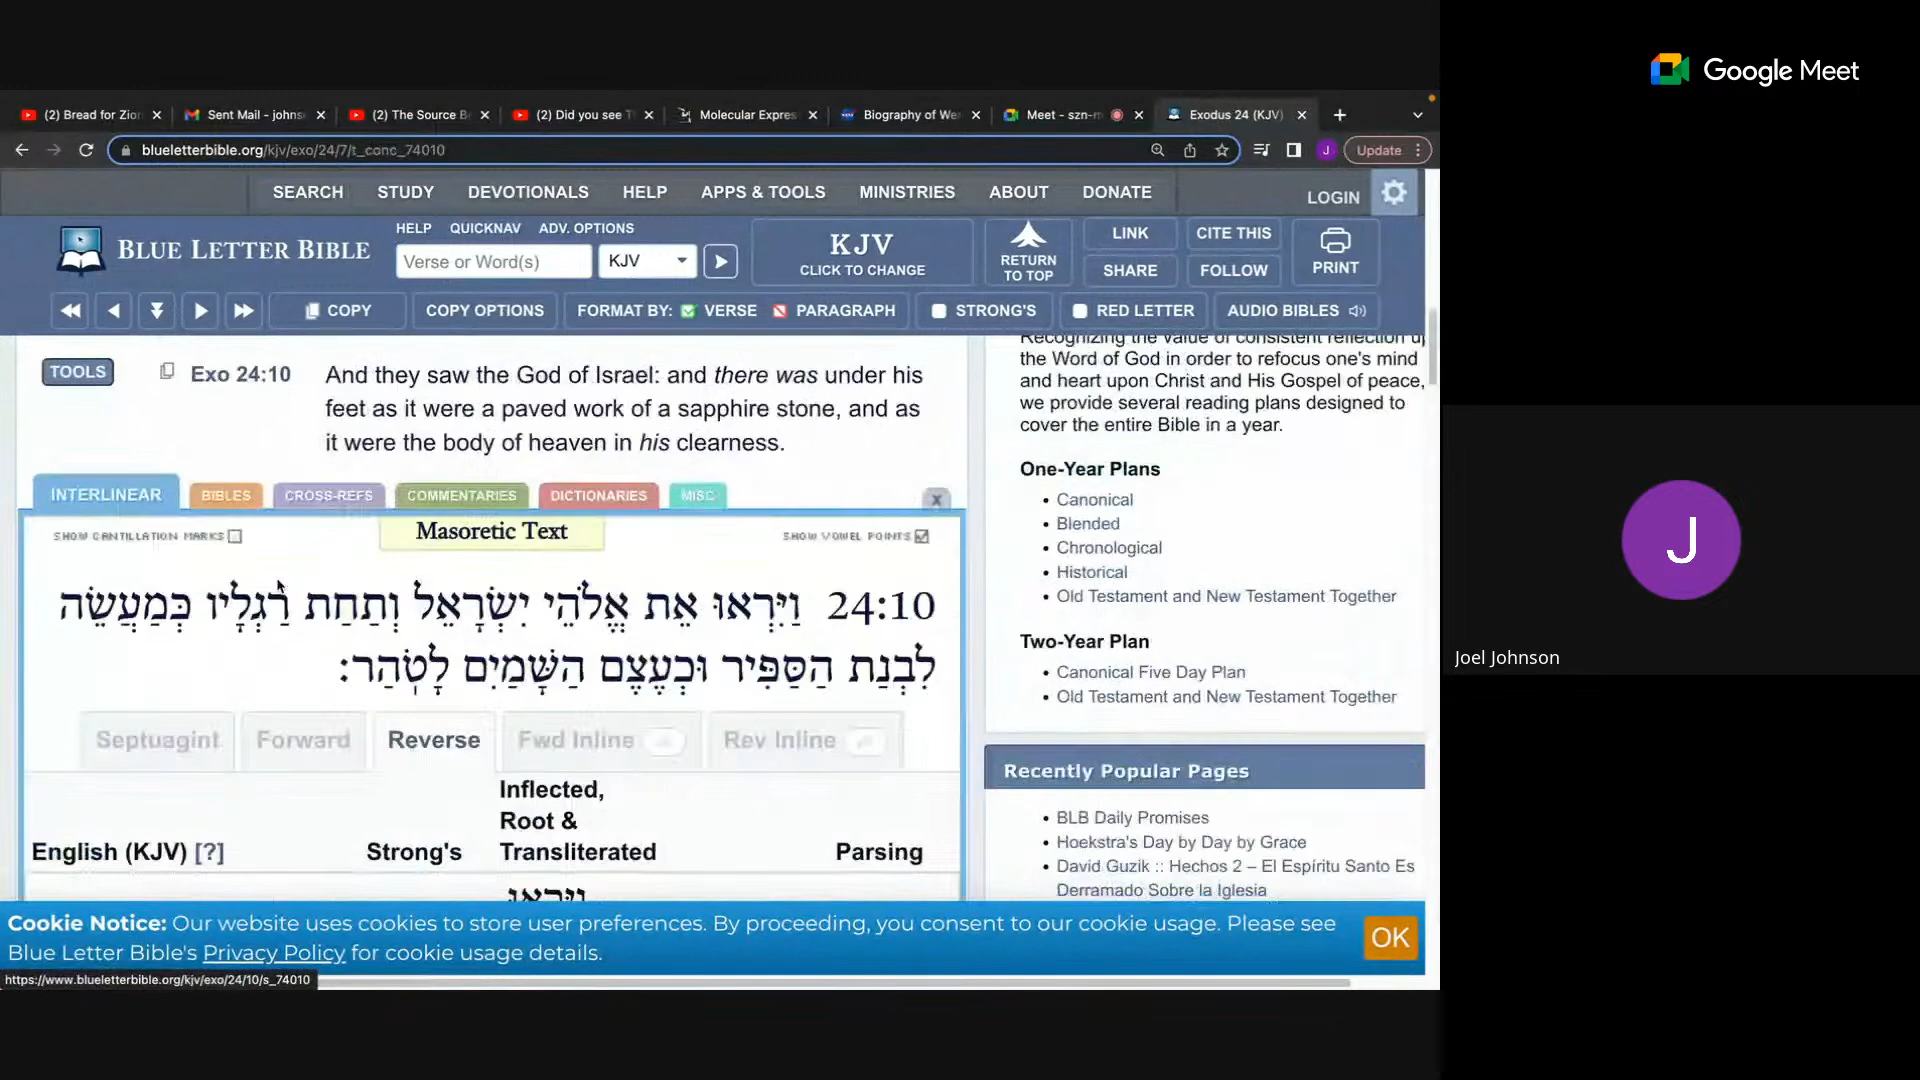 Google Meet
(2) Bread for Zion
Sent Mail - johns
(2) The Source B
(2) Did you see T
Molecular Expres
Biography of We
Meet - szn-m
Exodus 24 (KJV)
blueletterbible.org/kjv/exo/24/7/t_conc_74010
J
Update
SEARCH STUDY DEVOTIONALS HELP APPS & TOOLS MINISTRIES ABOUT DONATE
LOGIN
BLUE LETTER BIBLE
HELP QUICKNAV ADV. OPTIONS
Verse or Word(s)
KJV
KJV
CLICK TO CHANGE
RETURN
TO TOP
LINK
CITE THIS
SHARE
FOLLOW
PRINT
COPY
COPY OPTIONS
FORMAT BY: VERSE PARAGRAPH
STRONG'S
RED LETTER
AUDIO BIBLES
TOOLS
Exo 24:10
And they saw the God of Israel: and there was under his
feet as it were a paved work of a sapphire stone, and as
it were the body of heaven in his clearness.
INTERLINEAR BIBLES CROSS-REFS COMMENTARIES DICTIONARIES MISC
x
SHOW CANTILLATION MARKS
Masoretic Text
SHOW VOWEL POINTS
24:10 וַיִּרְאוּ אֵת אֱלֹהֵי יִשְׂרָאֵל וְתַחַת רַגְלָיו כְּמַעֲשֵׂה
לִבְנַת הַסַּפִּיר וּכְעֶצֶם הַשָּׁמַיִם לָטֹהַר׃
Septuagint Forward Reverse Fwd Inline Rev Inline
English (KJV) [?]
Strong's
Inflected,
Root &
Transliterated
Parsing
וַיִּרְאוּ
Recognizing the value of consistent reflection up
the Word of God in order to refocus one's mind
and heart upon Christ and His Gospel of peace,
we provide several reading plans designed to
cover the entire Bible in a year.
One-Year Plans
Canonical
Blended
Chronological
Historical
Old Testament and New Testament Together
Two-Year Plan
Canonical Five Day Plan
Old Testament and New Testament Together
Recently Popular Pages
BLB Daily Promises
Hoekstra's Day by Day by Grace
David Guzik :: Hechos 2 – El Espíritu Santo Es
Derramado Sobre la Iglesia
Cookie Notice: Our website uses cookies to store user preferences. By proceeding, you consent to our cookie usage. Please see
Blue Letter Bible's Privacy Policy for cookie usage details.
OK
https://www.blueletterbible.org/kjv/exo/24/10/s_74010
J
Joel Johnson